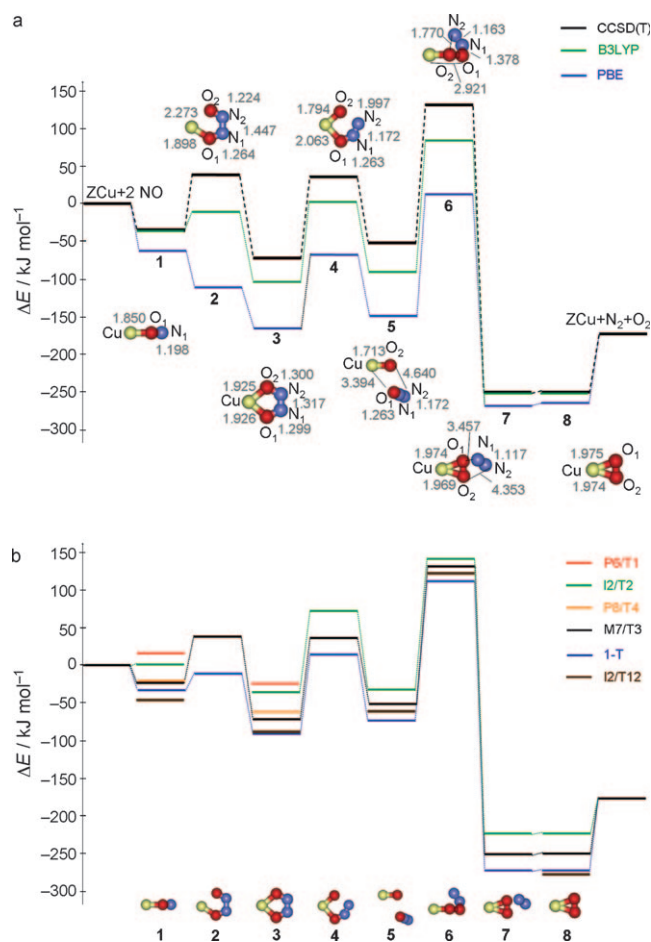 a
CCSD(T)
B3LYP
PBE
ΔE / kJ mol⁻¹
150
100
50
0
−50
−100
−150
−200
−250
−300
ZCu+2 NO
ZCu+N₂+O₂
1
Cu
1.850
O₁
N₁
1.198
2
O₂
1.224
2.273
N₂
1.447
N₁
1.898
1.264
O₁
3
O₂
1.300
1.925
N₂
Cu
1.317
N₁
1.926
1.299
O₁
4
O₂
1.997
1.794
N₂
1.172
2.063
N₁
O₁
1.263
5
1.713
O₂
Cu
4.640
3.394
O₁
N₂
1.263
1.172
N₁
6
N₂
1.163
1.770
N₁
1.378
O₂
O₁
2.921
7
3.457
1.974
O₁
N₁
1.117
Cu
N₂
1.969
O₂
4.353
8
1.975
O₁
Cu
O₂
1.974
b
P6/T1
I2/T2
P8/T4
M7/T3
1-T
I2/T12
ΔE / kJ mol⁻¹
150
100
50
0
−50
−100
−150
−200
−250
−300
1 2 3 4 5 6 7 8